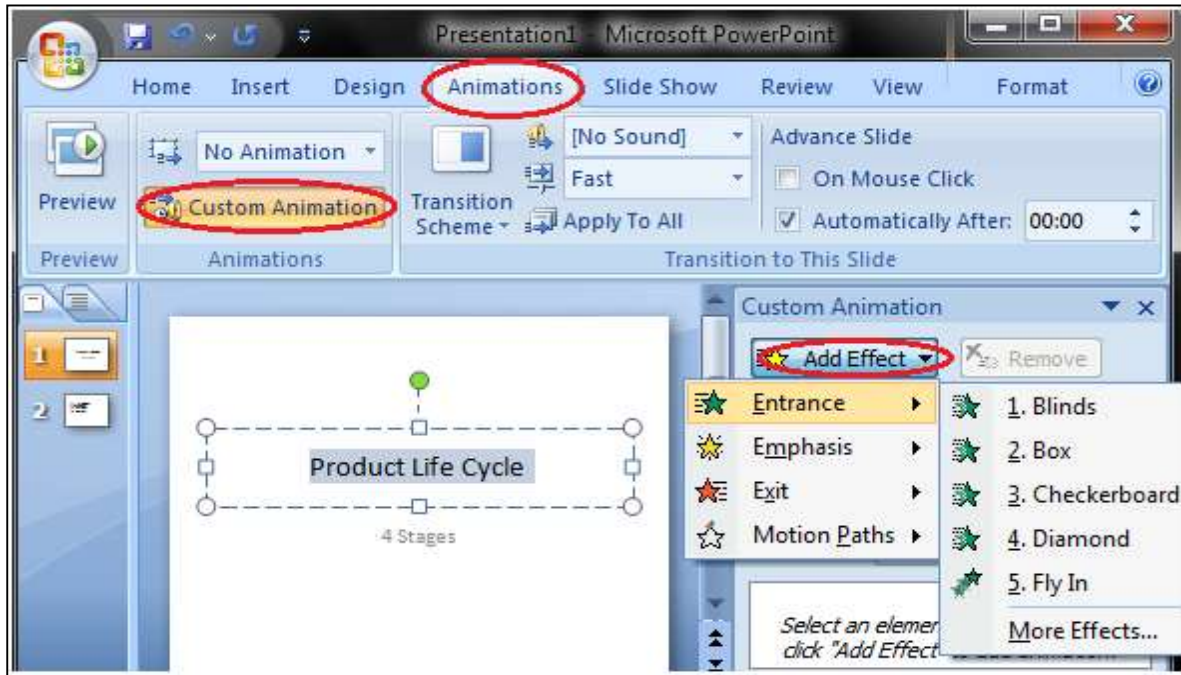 Presentation1 - Microsoft PowerPoint
Home Insert Design Animations Slide Show Review View Format
Preview
No Animation
Custom Animation
Transition
Scheme
[No Sound]
Fast
Apply To All
Advance Slide
On Mouse Click
Automatically After: 00:00
Preview Animations Transition to This Slide
1
2
Product Life Cycle
4 Stages
Custom Animation
Add Effect Remove
Entrance
Emphasis
Exit
Motion Paths
1. Blinds
2. Box
3. Checkerboard
4. Diamond
5. Fly In
More Effects...
Select an
click "Add Effect"